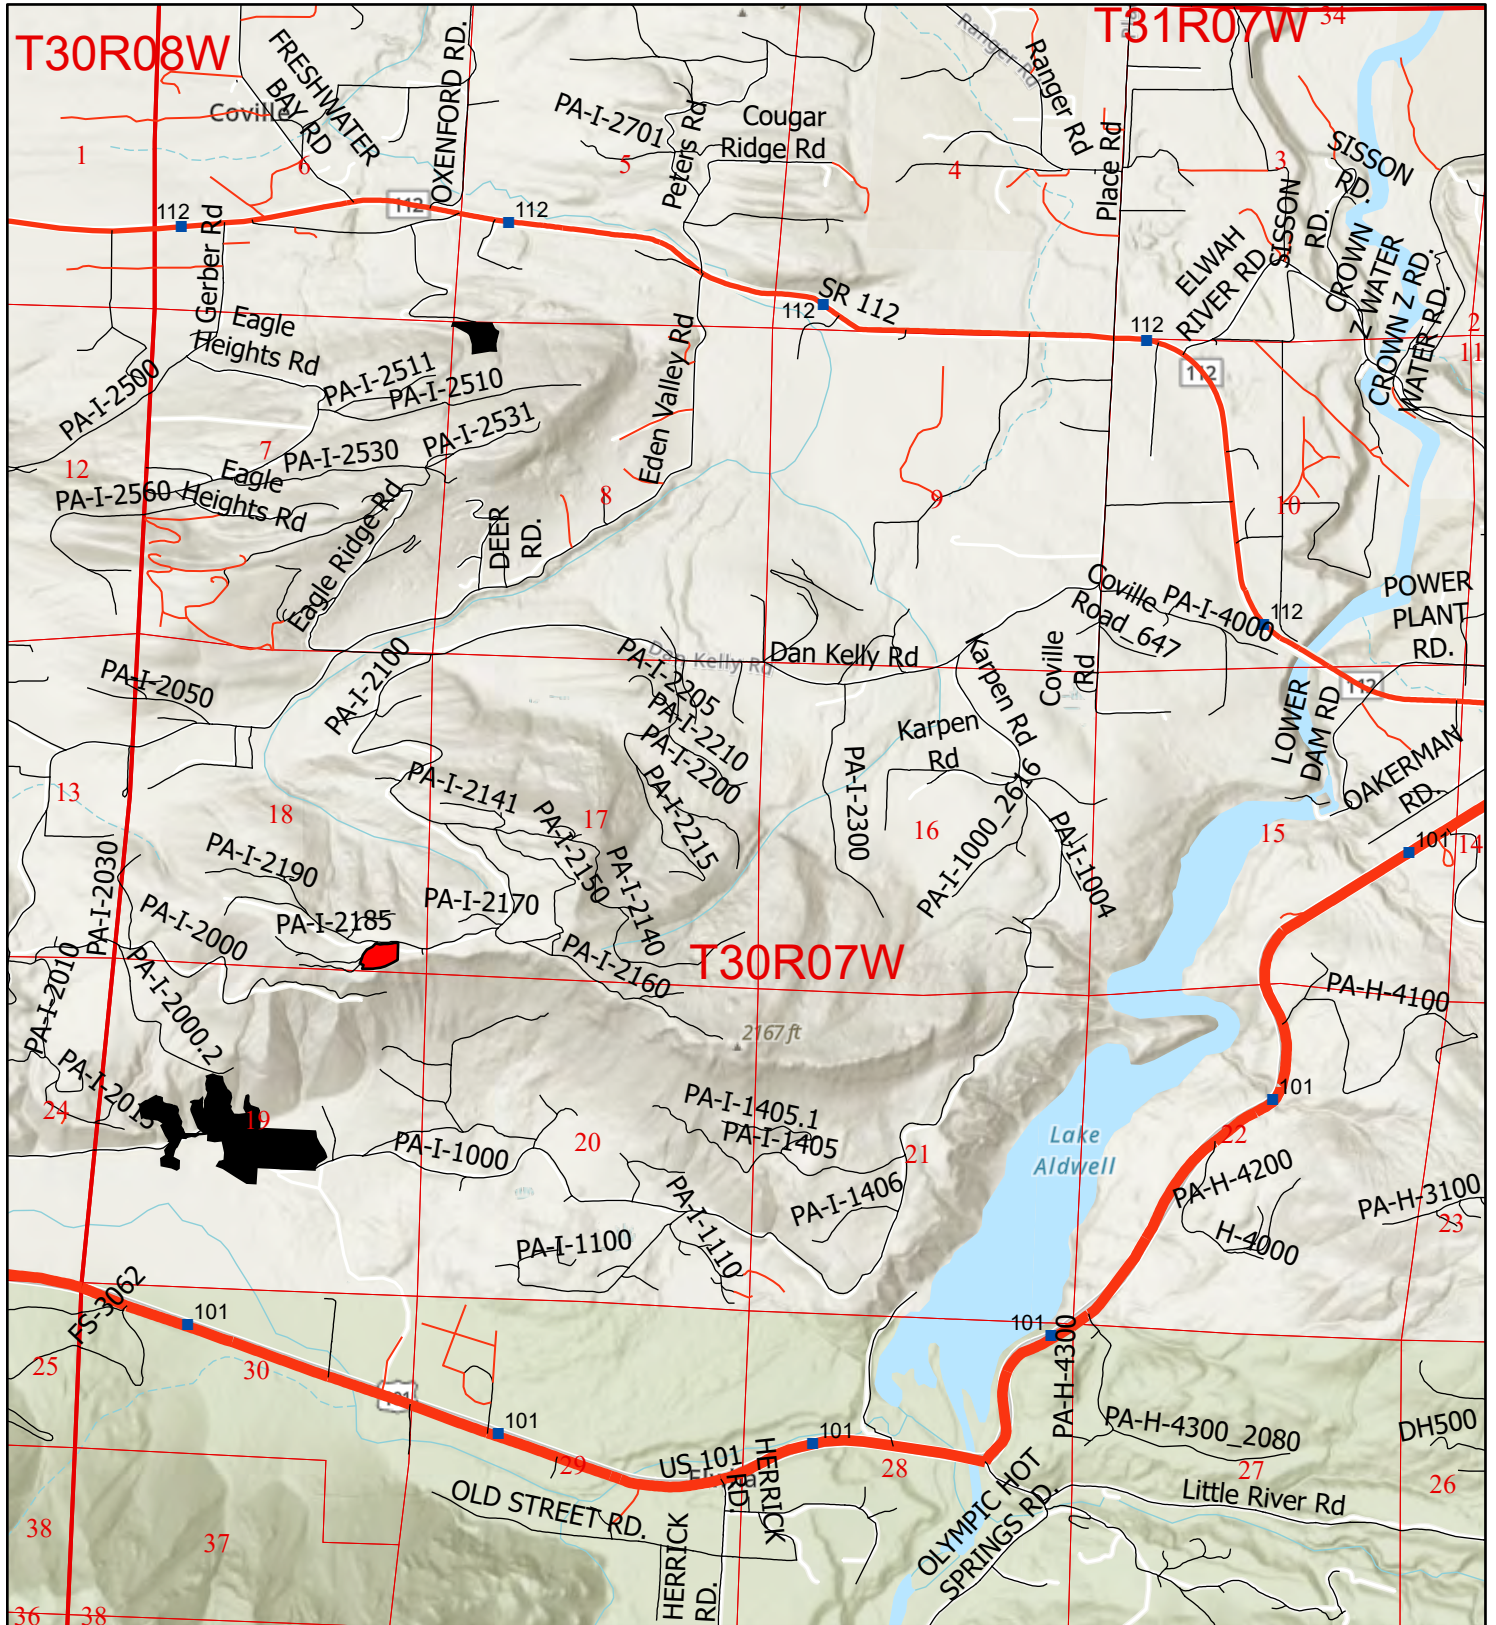 T30R08W
T31R07W
34
Ranger Rd
FRESHWATER
BAY RD
OXENFORD RD.
Coville
PA-I-2701
Peters Rd
Cougar
Ridge Rd
Ranger Rd
Place Rd
SISSON
RD.
1
6
5
4
3
112
112
112
Gerber Rd
SISSON
RD.
ELWAH
RIVER RD
CROWN
Z WATER
CROWN Z RD.
WATER RD.
SR 112
112
112
112
2
11
Eagle
Heights Rd
PA-I-2500
PA-I-2511
PA-I-2510
PA-I-2531
Eden Valley Rd
7
12
PA-I-2530
Eagle
Heights Rd
PA-I-2560
Eagle Ridge Rd
DEER
RD.
8
9
10
Coville
Road_647
PA-I-4000
112
POWER
PLANT
RD.
PA-I-2100
Dan Kelly Rd
Dan Kelly Rd
PA-I-2050
PA-I-2205
PA-I-2210
PA-I-2200
PA-I-2215
Karpen Rd
Coville
Rd
LOWER
DAM RD
112
Karpen
Rd
PA-I-2300
OAKERMAN
RD.
13
18
PA-I-2141
17
PA-I-2150
PA-I-2140
16
PA-I-1000_2616
PA-I-1004
15
101
14
PA-I-2030
PA-I-2190
PA-I-2185
PA-I-2170
PA-I-2000
PA-I-2160
T30R07W
PA-I-2010
PA-I-2000.2
PA-H-4100
2167 ft
PA-I-2015
24
19
PA-I-1405.1
PA-I-1405
101
20
PA-I-1000
21
Lake
Aldwell
22
PA-I-1406
PA-H-4200
PA-H-3100
23
PA-I-1110
PA-I-1100
H-4000
FS-3062
101
101
PA-H-4300
25
30
101
101
101
PA-H-4300_2080
DH500
US 101
HERRICK
RD.
29
28
27
26
OLD STREET RD.
OLYMPIC HOT
SPRINGS RD.
Little River Rd
38
37
HERRICK
RD.
36
38